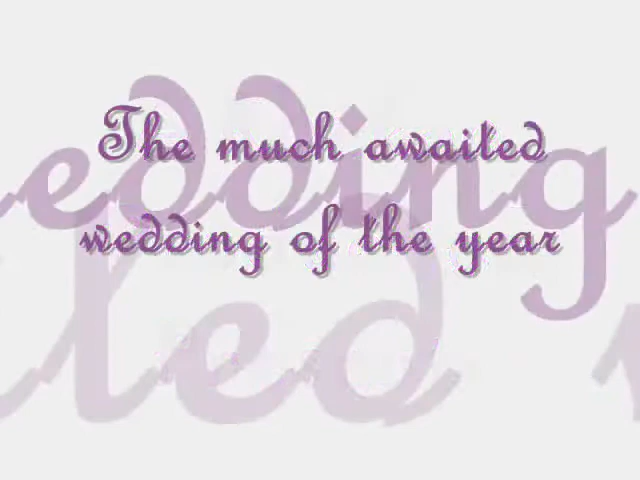 The much awaited
wedding of the year